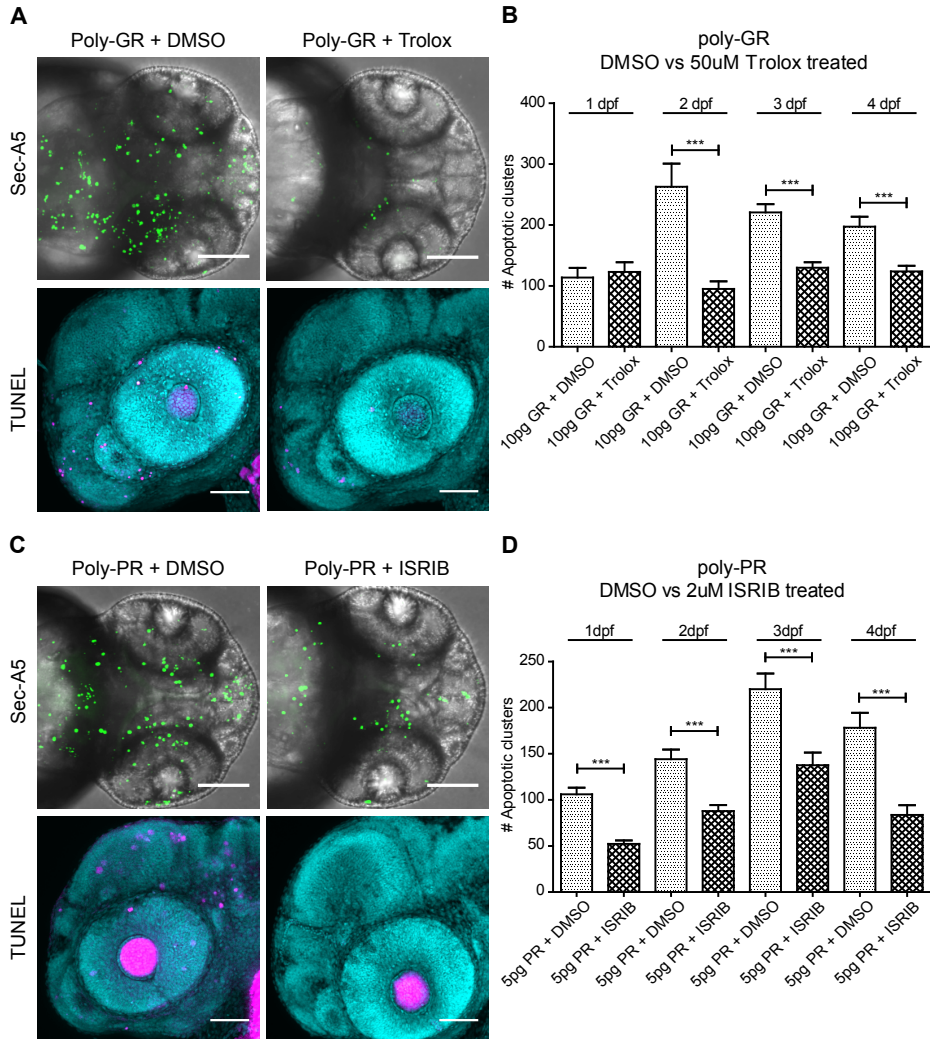 A
Poly-GR + DMSO
Poly-GR + Trolox
Sec-A5
TUNEL
B
poly-GR
DMSO vs 50uM Trolox treated
# Apoptotic clusters
400
300
200
100
0
1 dpf
2 dpf
3 dpf
4 dpf
***
***
***
10pg GR + DMSO
10pg GR + Trolox
10pg GR + DMSO
10pg GR + Trolox
10pg GR + DMSO
10pg GR + Trolox
10pg GR + DMSO
10pg GR + Trolox
C
Poly-PR + DMSO
Poly-PR + ISRIB
Sec-A5
TUNEL
D
poly-PR
DMSO vs 2uM ISRIB treated
# Apoptotic clusters
250
200
150
100
50
0
1dpf
2dpf
3dpf
4dpf
***
***
***
***
5pg PR + DMSO
5pg PR + ISRIB
5pg PR + DMSO
5pg PR + ISRIB
5pg PR + DMSO
5pg PR + ISRIB
5pg PR + DMSO
5pg PR + ISRIB